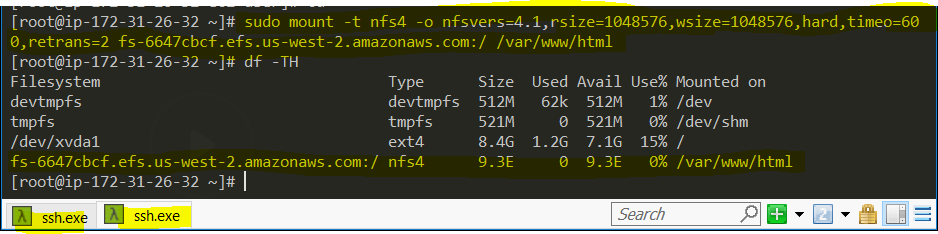 [root@ip-172-31-26-32 ~]# sudo mount -t nfs4 -o nfsvers=4.1,rsize=1048576,wsize=1048576,hard,timeo=60
0,retrans=2 fs-6647cbcf.efs.us-west-2.amazonaws.com:/ /var/www/html
[root@ip-172-31-26-32 ~]# df -TH
Filesystem Type Size Used Avail Use% Mounted on
devtmpfs devtmpfs 512M 62k 512M 1% /dev
tmpfs tmpfs 521M 0 521M 0% /dev/shm
/dev/xvda1 ext4 8.4G 1.2G 7.1G 15% /
fs-6647cbcf.efs.us-west-2.amazonaws.com:/ nfs4 9.3E 0 9.3E 0% /var/www/html
[root@ip-172-31-26-32 ~]#
λ ssh.exe λ ssh.exe Search 2